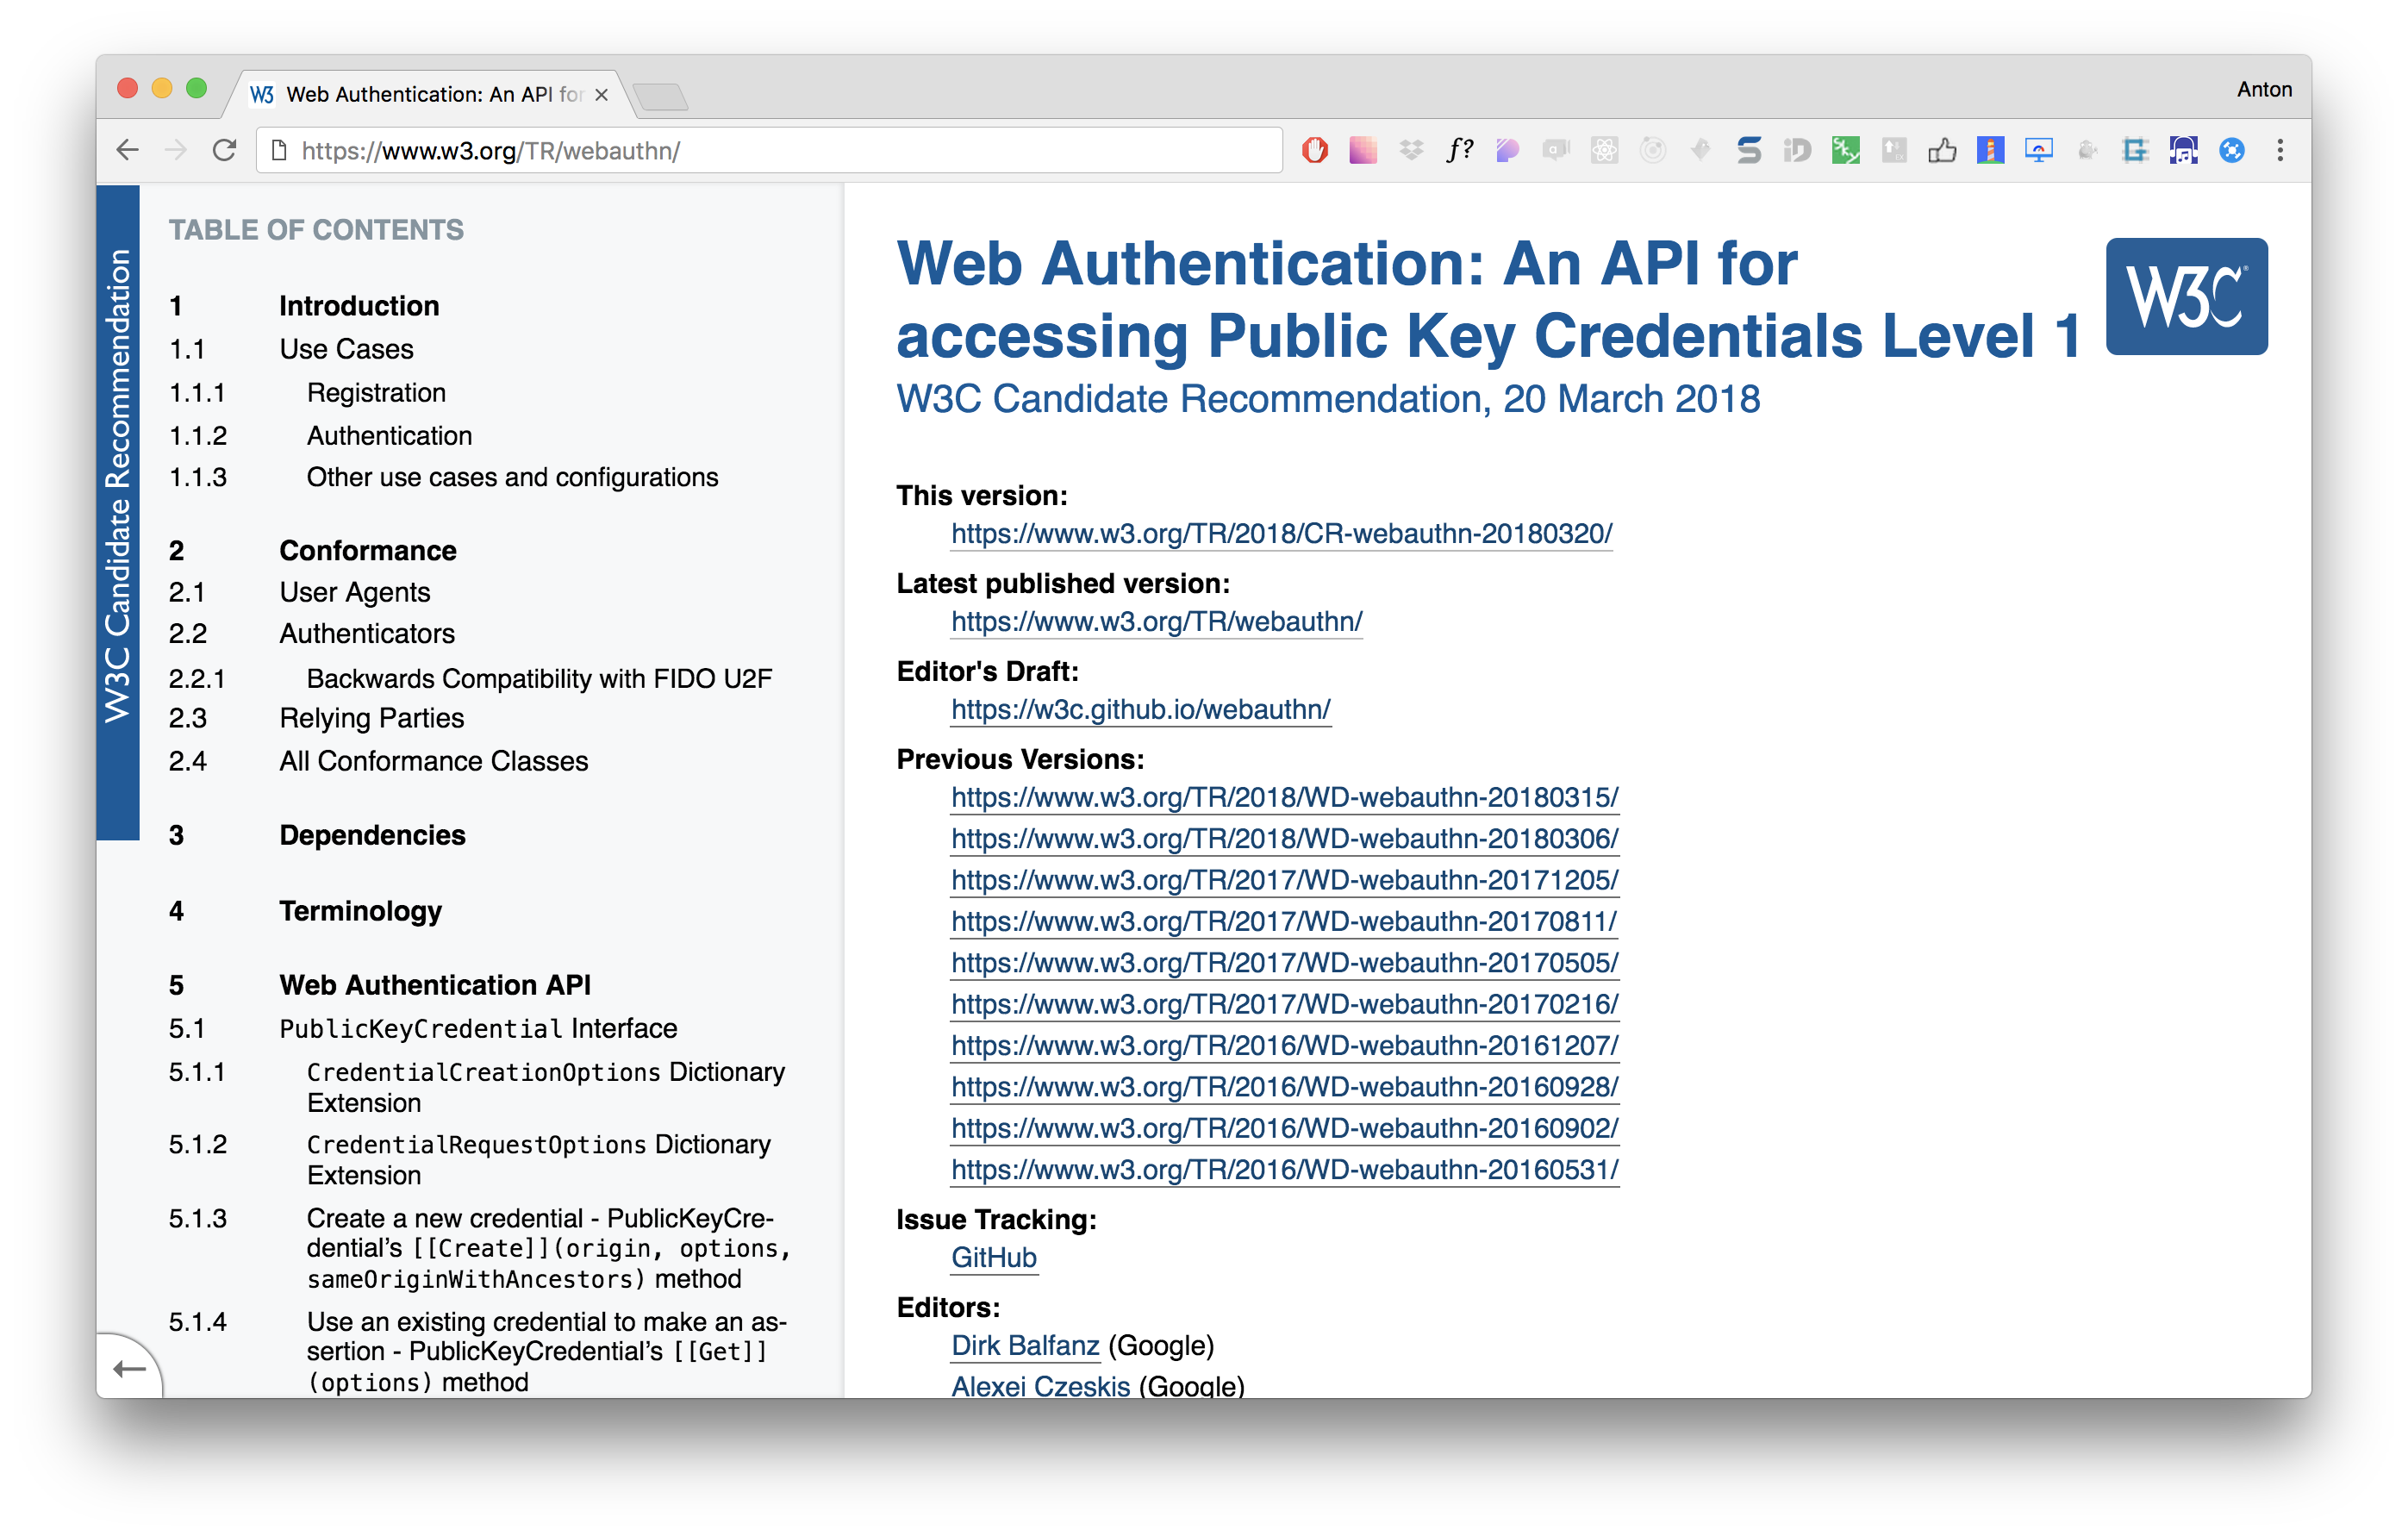 W3 Web Authentication: An API for
Anton
https://www.w3.org/TR/webauthn/
W3C Candidate Recommendation
TABLE OF CONTENTS
1 Introduction
1.1 Use Cases
1.1.1 Registration
1.1.2 Authentication
1.1.3 Other use cases and configurations
2 Conformance
2.1 User Agents
2.2 Authenticators
2.2.1 Backwards Compatibility with FIDO U2F
2.3 Relying Parties
2.4 All Conformance Classes
3 Dependencies
4 Terminology
5 Web Authentication API
5.1 PublicKeyCredential Interface
5.1.1 CredentialCreationOptions Dictionary
Extension
5.1.2 CredentialRequestOptions Dictionary
Extension
5.1.3 Create a new credential - PublicKeyCre-
dential’s [[Create]](origin, options,
sameOriginWithAncestors) method
5.1.4 Use an existing credential to make an as-
sertion - PublicKeyCredential’s [[Get]]
(options) method
Web Authentication: An API for
accessing Public Key Credentials Level 1
W3C
W3C Candidate Recommendation, 20 March 2018
This version:
https://www.w3.org/TR/2018/CR-webauthn-20180320/
Latest published version:
https://www.w3.org/TR/webauthn/
Editor's Draft:
https://w3c.github.io/webauthn/
Previous Versions:
https://www.w3.org/TR/2018/WD-webauthn-20180315/
https://www.w3.org/TR/2018/WD-webauthn-20180306/
https://www.w3.org/TR/2017/WD-webauthn-20171205/
https://www.w3.org/TR/2017/WD-webauthn-20170811/
https://www.w3.org/TR/2017/WD-webauthn-20170505/
https://www.w3.org/TR/2017/WD-webauthn-20170216/
https://www.w3.org/TR/2016/WD-webauthn-20161207/
https://www.w3.org/TR/2016/WD-webauthn-20160928/
https://www.w3.org/TR/2016/WD-webauthn-20160902/
https://www.w3.org/TR/2016/WD-webauthn-20160531/
Issue Tracking:
GitHub
Editors:
Dirk Balfanz (Google)
Alexei Czeskis (Google)